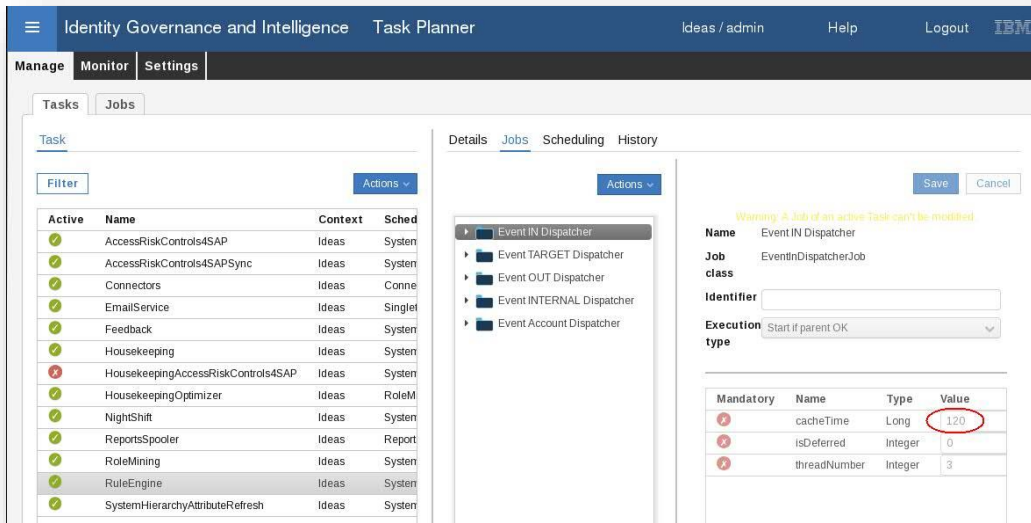 Identity Governance and Intelligence Task Planner Ideas / admin Help Logout IBM
Manage Monitor Settings
Tasks Jobs
Task
Filter Actions
Active Name Context Sched
AccessRiskControls4SAP Ideas System
AccessRiskControls4SAPSync Ideas System
Connectors Ideas Conne
EmailService Ideas Singlet
Feedback Ideas System
Housekeeping Ideas System
HousekeepingAccessRiskControls4SAP Ideas System
HousekeepingOptimizer Ideas RoleM
NightShift Ideas System
ReportsSpooler Ideas Report
RoleMining Ideas System
RuleEngine Ideas System
SystemHierarchyAttributeRefresh Ideas System
Details Jobs Scheduling History
Actions
Event IN Dispatcher
Event TARGET Dispatcher
Event OUT Dispatcher
Event INTERNAL Dispatcher
Event Account Dispatcher
Save Cancel
Warning: A Job of an active Task can't be modified.
Name Event IN Dispatcher
Job class EventInDispatcherJob
Identifier
Execution type Start if parent OK
Mandatory Name Type Value
cacheTime Long 120
isDeferred Integer 0
threadNumber Integer 3